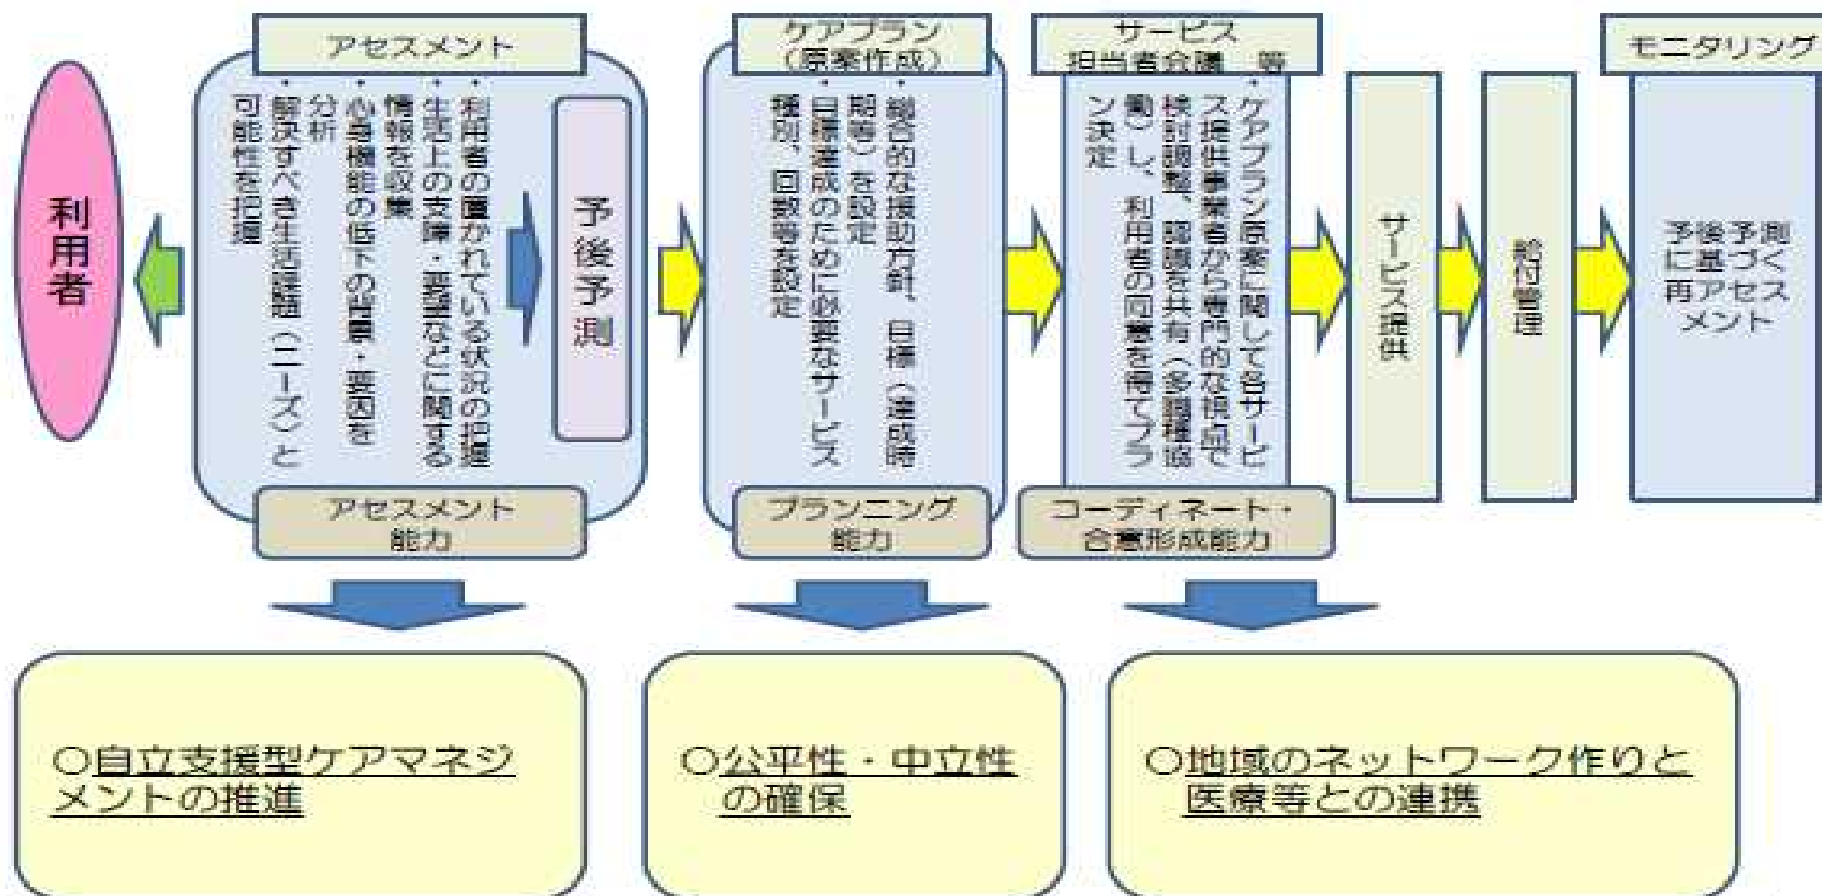 利用者
アセスメント
・利用者の置かれている状況の把握
・生活上の支障・要望などに関する
情報を収集
・心身機能の低下の背景・要因を
分析
・解決すべき生活課題(ニーズ)と
可能性を把握
予後予測
アセスメント
能力
ケアプラン
(原案作成)
・総合的な援助方針、目標(達成時
期等)を設定
・目標達成のために必要なサービス
種別、回数等を設定
プランニング
能力
サービス
担当者会議 等
・ケアプラン原案に関して各サービ
ス提供事業者から専門的な視点で
検討調整、認識を共有(多職種協
働)し、利用者の同意を得てプラ
ン決定
コーディネート・
合意形成能力
サービス提供
給付管理
モニタリング
予後予測
に基づく
再アセス
メント
〇自立支援型ケアマネジ
メントの推進
〇公平性・中立性
の確保
〇地域のネットワーク作りと
医療等との連携